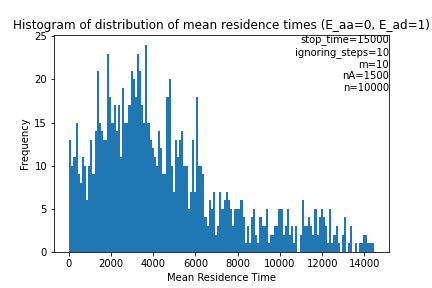 Histogram of distribution of mean residence times (E_aa=0, E_ad=1)
stop_time=15000
ignoring_steps=10
m=10
nA=1500
n=10000
25
20
15
10
5
0
Frequency
0 2000 4000 6000 8000 10000 12000 14000
Mean Residence Time